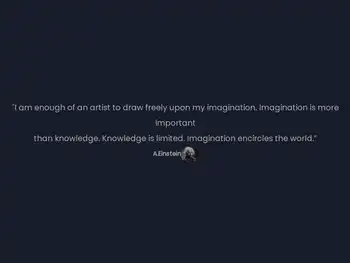 "I am enough of an artist to draw freely upon my imagination. Imagination is more
important
than knowledge. Knowledge is limited. Imagination encircles the world."
A.Einstein